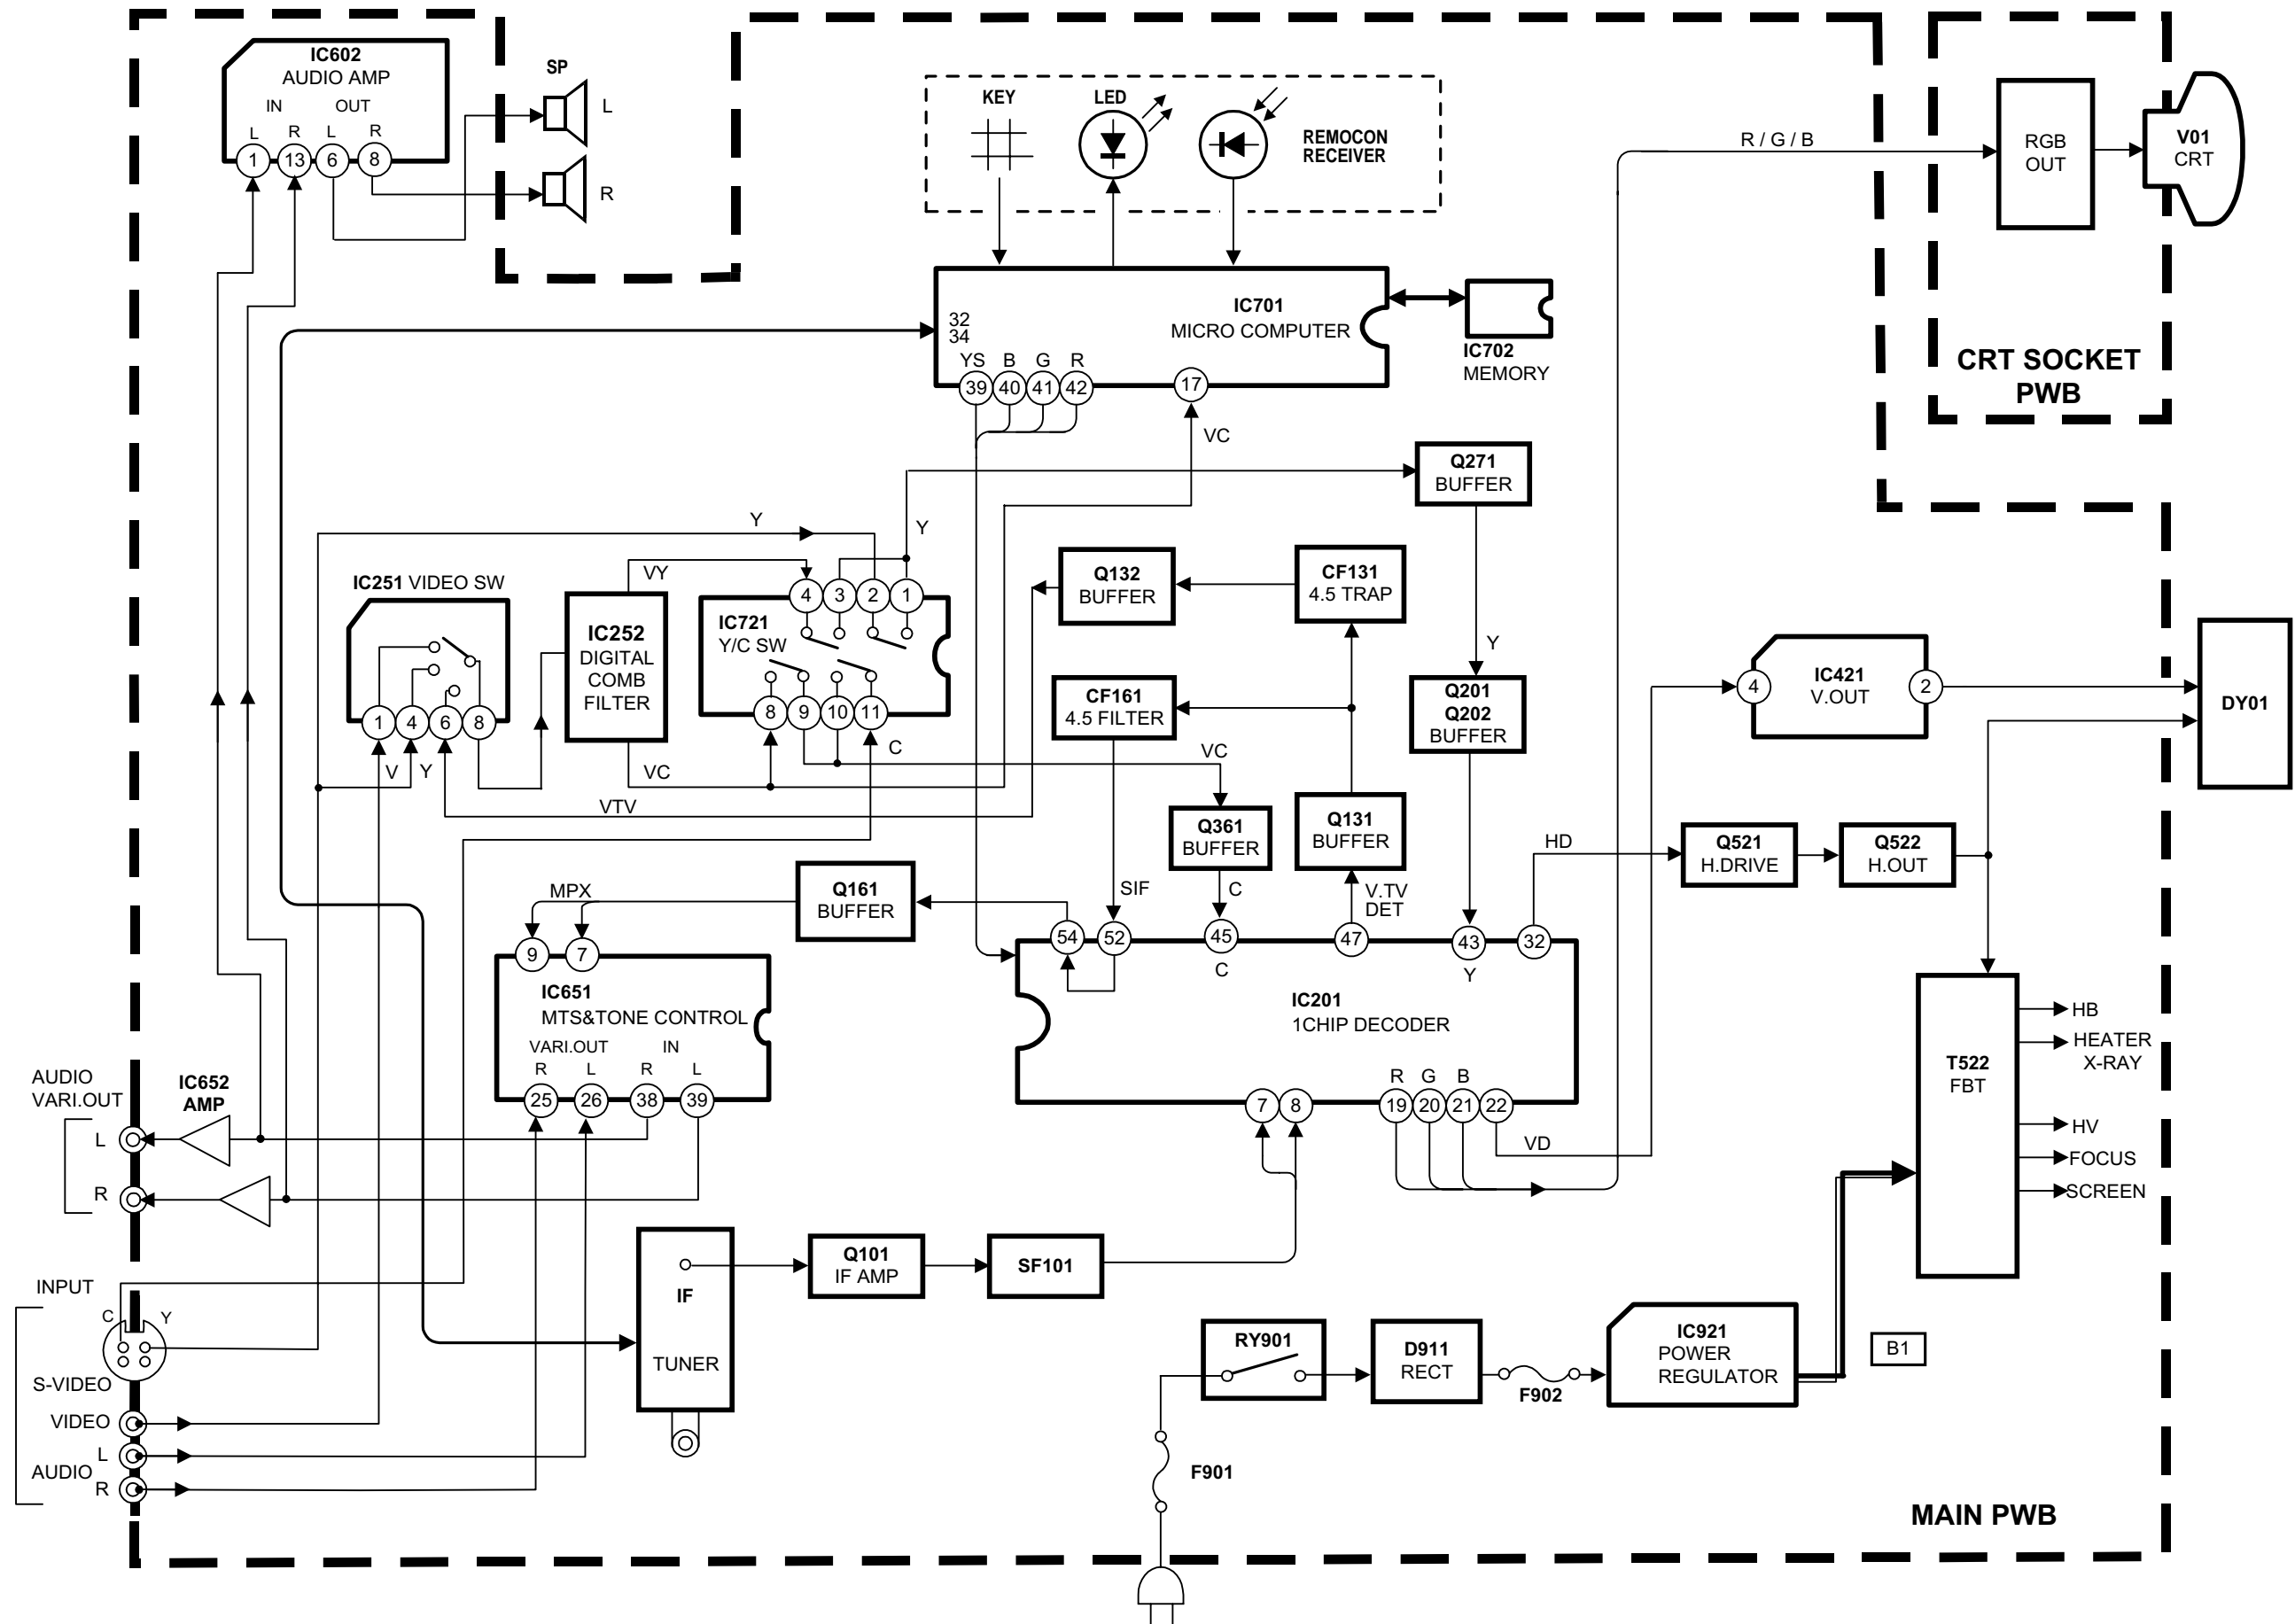 IC602
AUDIO AMP
IN OUT
L R L R
1 13 6 8
SP
L
R
KEY
LED
REMOCON
RECEIVER
R / G / B
RGB
OUT
V01
CRT
CRT SOCKET
PWB
IC701
MICRO COMPUTER
32
34
YS B G R
39 40 41 42
17
IC702
MEMORY
VC
Q271
BUFFER
Y
Y
VY
IC251 VIDEO SW
1 4 6 8
V Y
IC252
DIGITAL
COMB
FILTER
IC721
Y/C SW
4 3 2 1
8 9 10 11
C
VC
VTV
Q132
BUFFER
CF131
4.5 TRAP
CF161
4.5 FILTER
Y
Q201
Q202
BUFFER
4
IC421
V.OUT
2
DY01
VC
Q361
BUFFER
Q131
BUFFER
C
SIF
V.TV
DET
HD
Q521
H.DRIVE
Q522
H.OUT
MPX
Q161
BUFFER
9 7
IC651
MTS&TONE CONTROL
VARI.OUT IN
R L R L
25 26 38 39
54 52 45 47 43 32
C
Y
IC201
1CHIP DECODER
R G B
7 8 19 20 21 22
VD
T522
FBT
HB
HEATER
X-RAY
HV
FOCUS
SCREEN
AUDIO
VARI.OUT
IC652
AMP
L
R
INPUT
C Y
S-VIDEO
VIDEO
L
AUDIO
R
IF
TUNER
Q101
IF AMP
SF101
RY901
D911
RECT
F902
IC921
POWER
REGULATOR
B1
F901
MAIN PWB